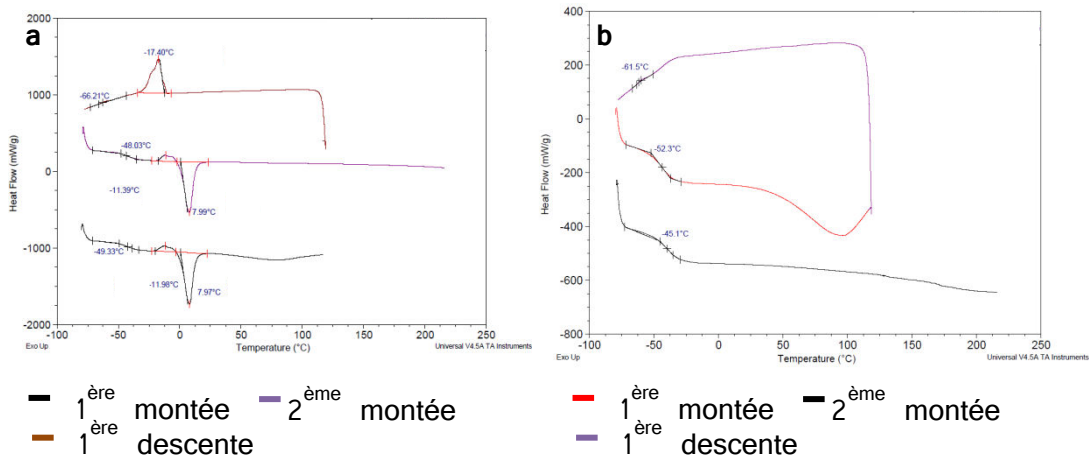 a
2000
1000
0
-1000
-2000
Heat Flow (mW/g)
-17.40°C
-66.21°C
-48.03°C
-11.39°C
7.99°C
-49.33°C
-11.98°C
7.97°C
-100 -50 0 50 100 150 200 250
Exo Up
Temperature (°C)
Universal V4.5A TA Instruments
1ère montée
2ème montée
1ère descente
b
400
200
0
-200
-400
-600
-800
Heat Flow (mW/g)
-61.5°C
-52.3°C
-45.1°C
-100 -50 0 50 100 150 200 250
Exo Up
Temperature (°C)
Universal V4.5A TA Instruments
1ère montée
2ème montée
1ère descente